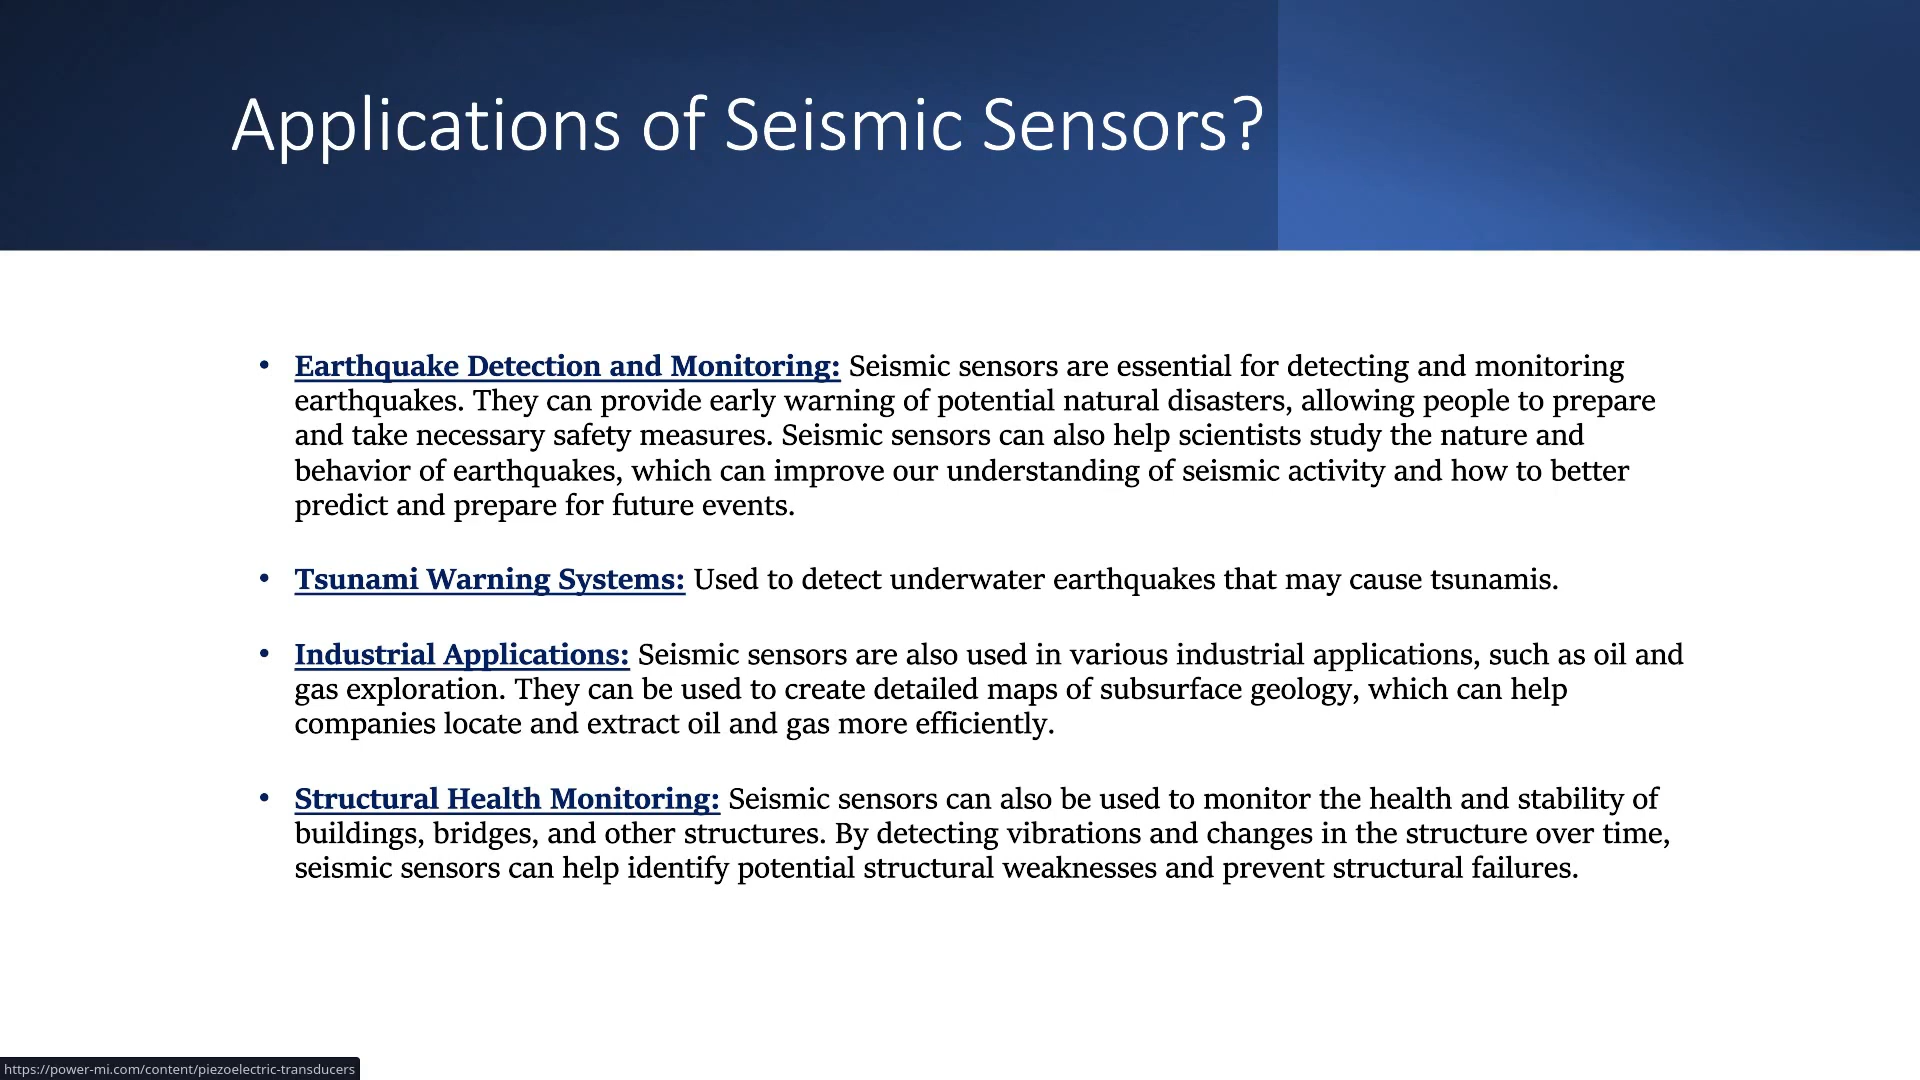 Applications of Seismic Sensors?
• Earthquake Detection and Monitoring: Seismic sensors are essential for detecting and monitoring
earthquakes. They can provide early warning of potential natural disasters, allowing people to prepare
and take necessary safety measures. Seismic sensors can also help scientists study the nature and
behavior of earthquakes, which can improve our understanding of seismic activity and how to better
predict and prepare for future events.
• Tsunami Warning Systems: Used to detect underwater earthquakes that may cause tsunamis.
• Industrial Applications: Seismic sensors are also used in various industrial applications, such as oil and
gas exploration. They can be used to create detailed maps of subsurface geology, which can help
companies locate and extract oil and gas more efficiently.
• Structural Health Monitoring: Seismic sensors can also be used to monitor the health and stability of
buildings, bridges, and other structures. By detecting vibrations and changes in the structure over time,
seismic sensors can help identify potential structural weaknesses and prevent structural failures.
https://power-mi.com/content/piezoelectric-transducers